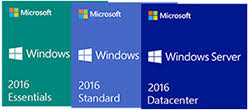 Microsoft
Windows
2016
Essentials
Microsoft
Windows
2016
Standard
Microsoft
Windows Server
2016
Datacenter